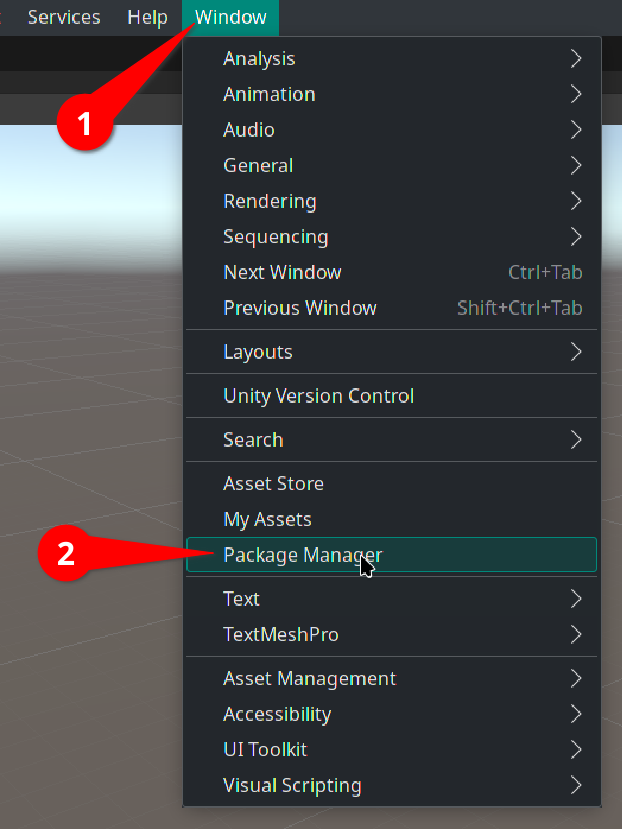 Services Help Window
1
Analysis
Animation
Audio
General
Rendering
Sequencing
Next Window Ctrl+Tab
Previous Window Shift+Ctrl+Tab
Layouts
Unity Version Control
Search
Asset Store
My Assets
2 Package Manager
Text
TextMeshPro
Asset Management
Accessibility
UI Toolkit
Visual Scripting